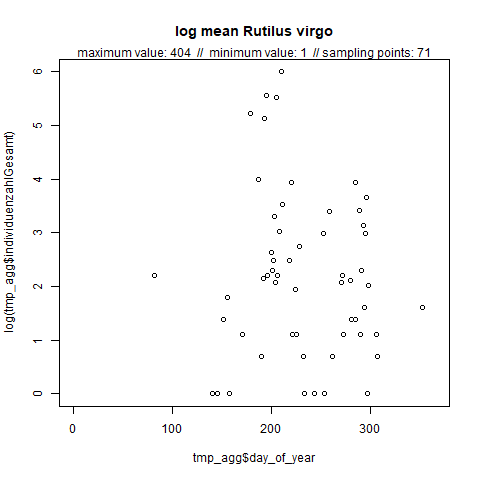 log mean Rutilus virgo
maximum value: 404 // minimum value: 1 // sampling points: 71
log(tmp_agg$individuenzahlGesamt)
6
5
4
3
2
1
0
0 100 200 300
tmp_agg$day_of_year